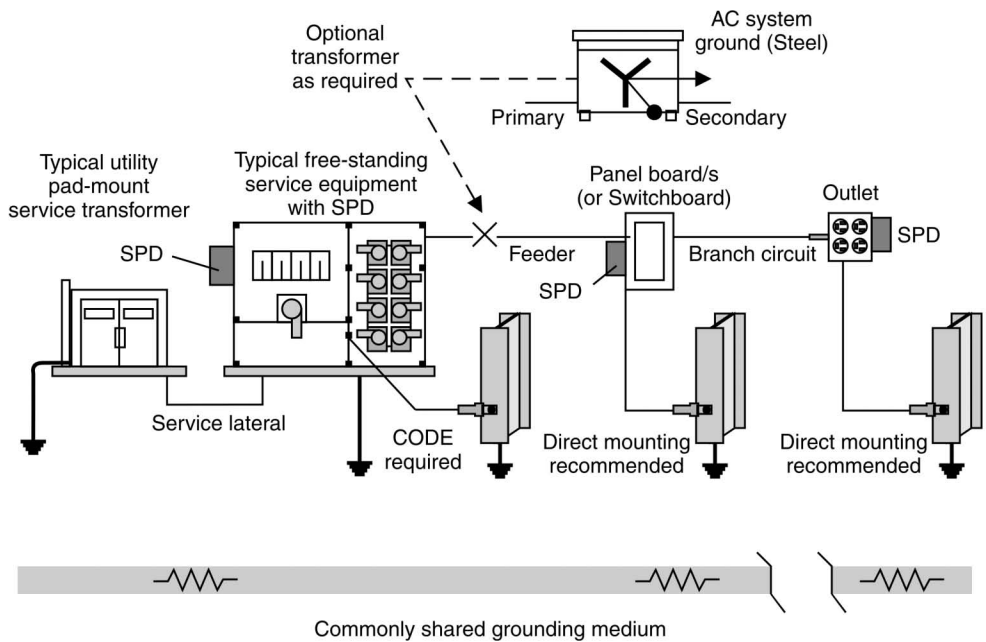 Optional
transformer
as required
AC system
ground (Steel)
Primary
Secondary
Typical utility
pad-mount
service transformer
Typical free-standing
service equipment
with SPD
Panel board/s
(or Switchboard)
Outlet
SPD
Feeder
SPD
Branch circuit
SPD
Service lateral
CODE
required
Direct mounting
recommended
Direct mounting
recommended
Commonly shared grounding medium